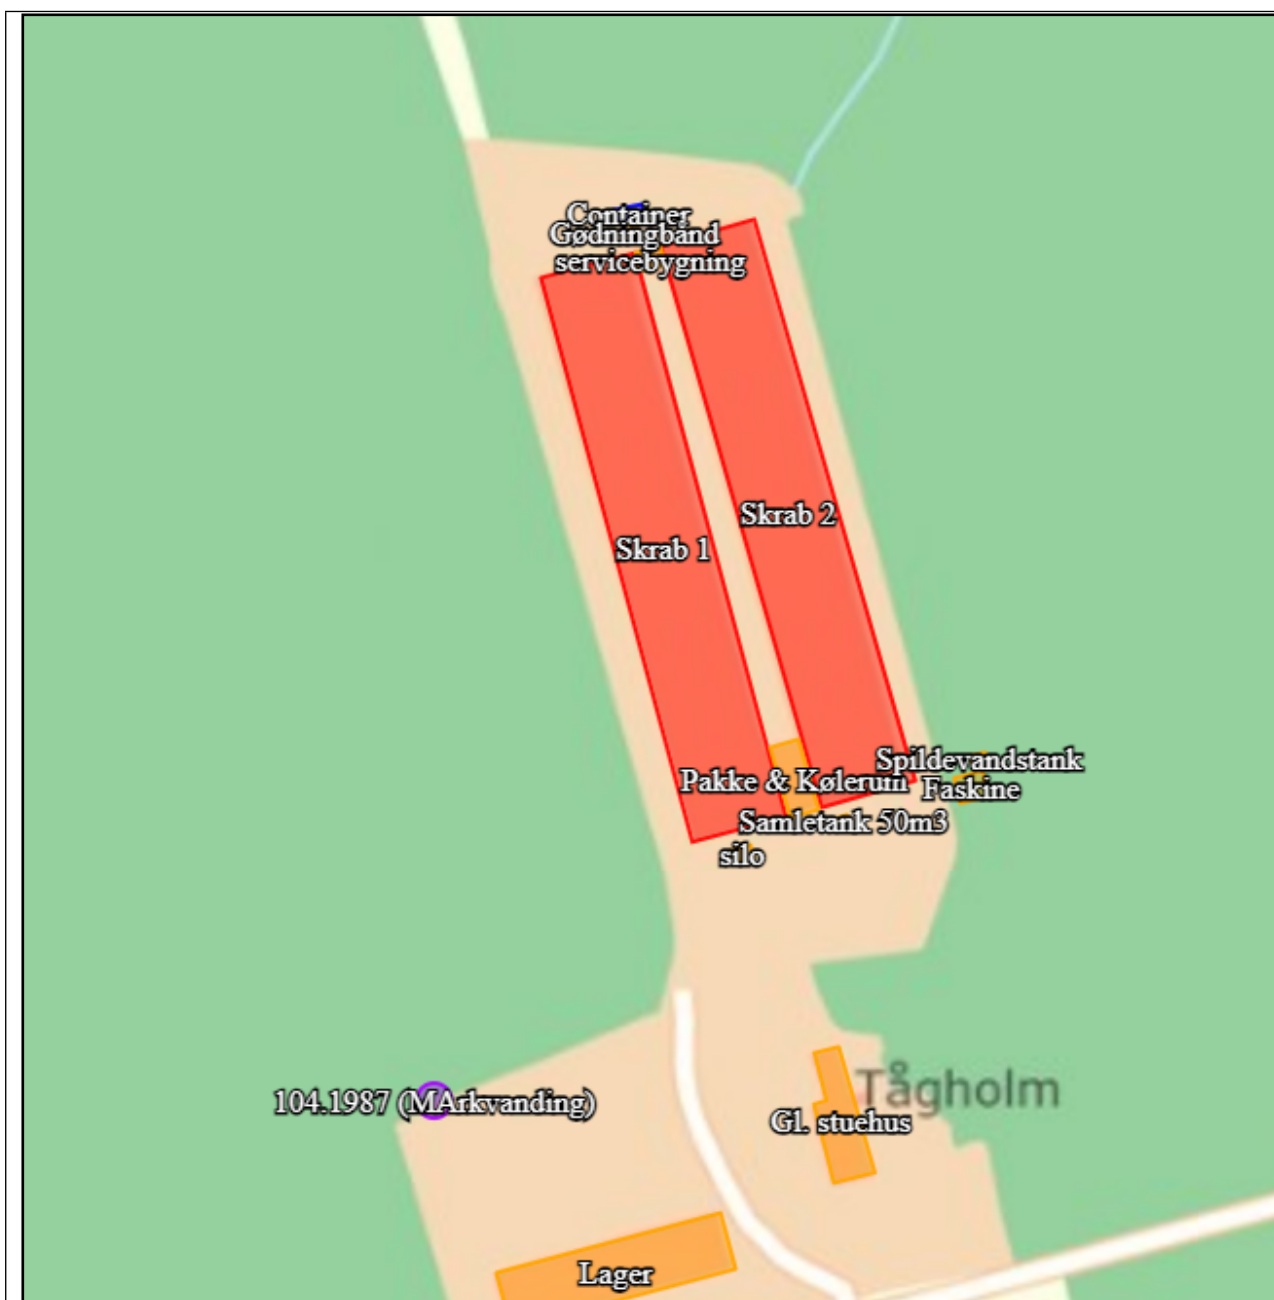 Container
Gødningbånd
servicebygning
Skrab 2
Skrab 1
Spildevandstank
Pakke & Kølerum
Faskine
Samletank 50m3
silo
Tågholm
104.1987 (MArkvanding)
Gl. stuehus
Lager